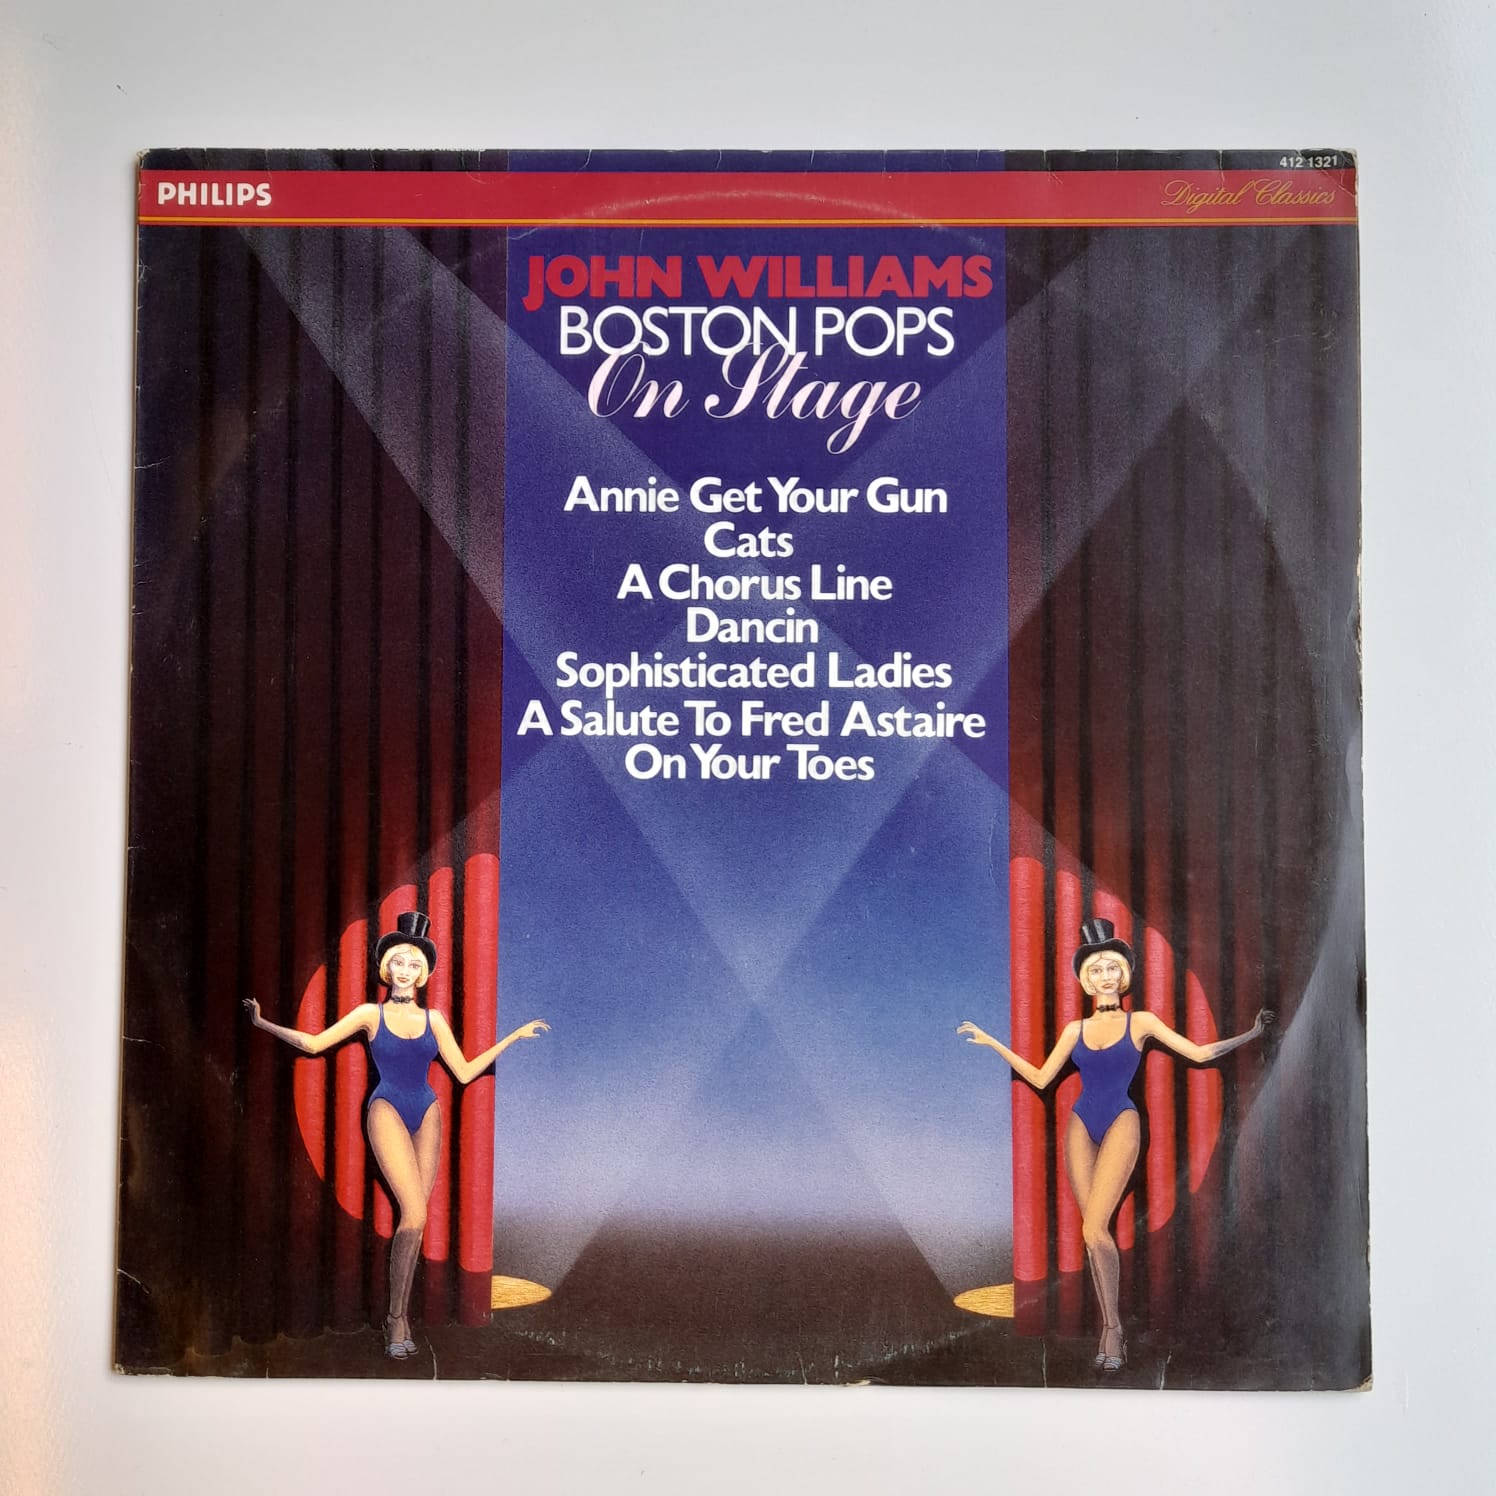 412 1321
PHILIPS
Digital Classics
JOHN WILLIAMS
BOSTON POPS
On Stage
Annie Get Your Gun
Cats
A Chorus Line
Dancin
Sophisticated Ladies
A Salute To Fred Astaire
On Your Toes